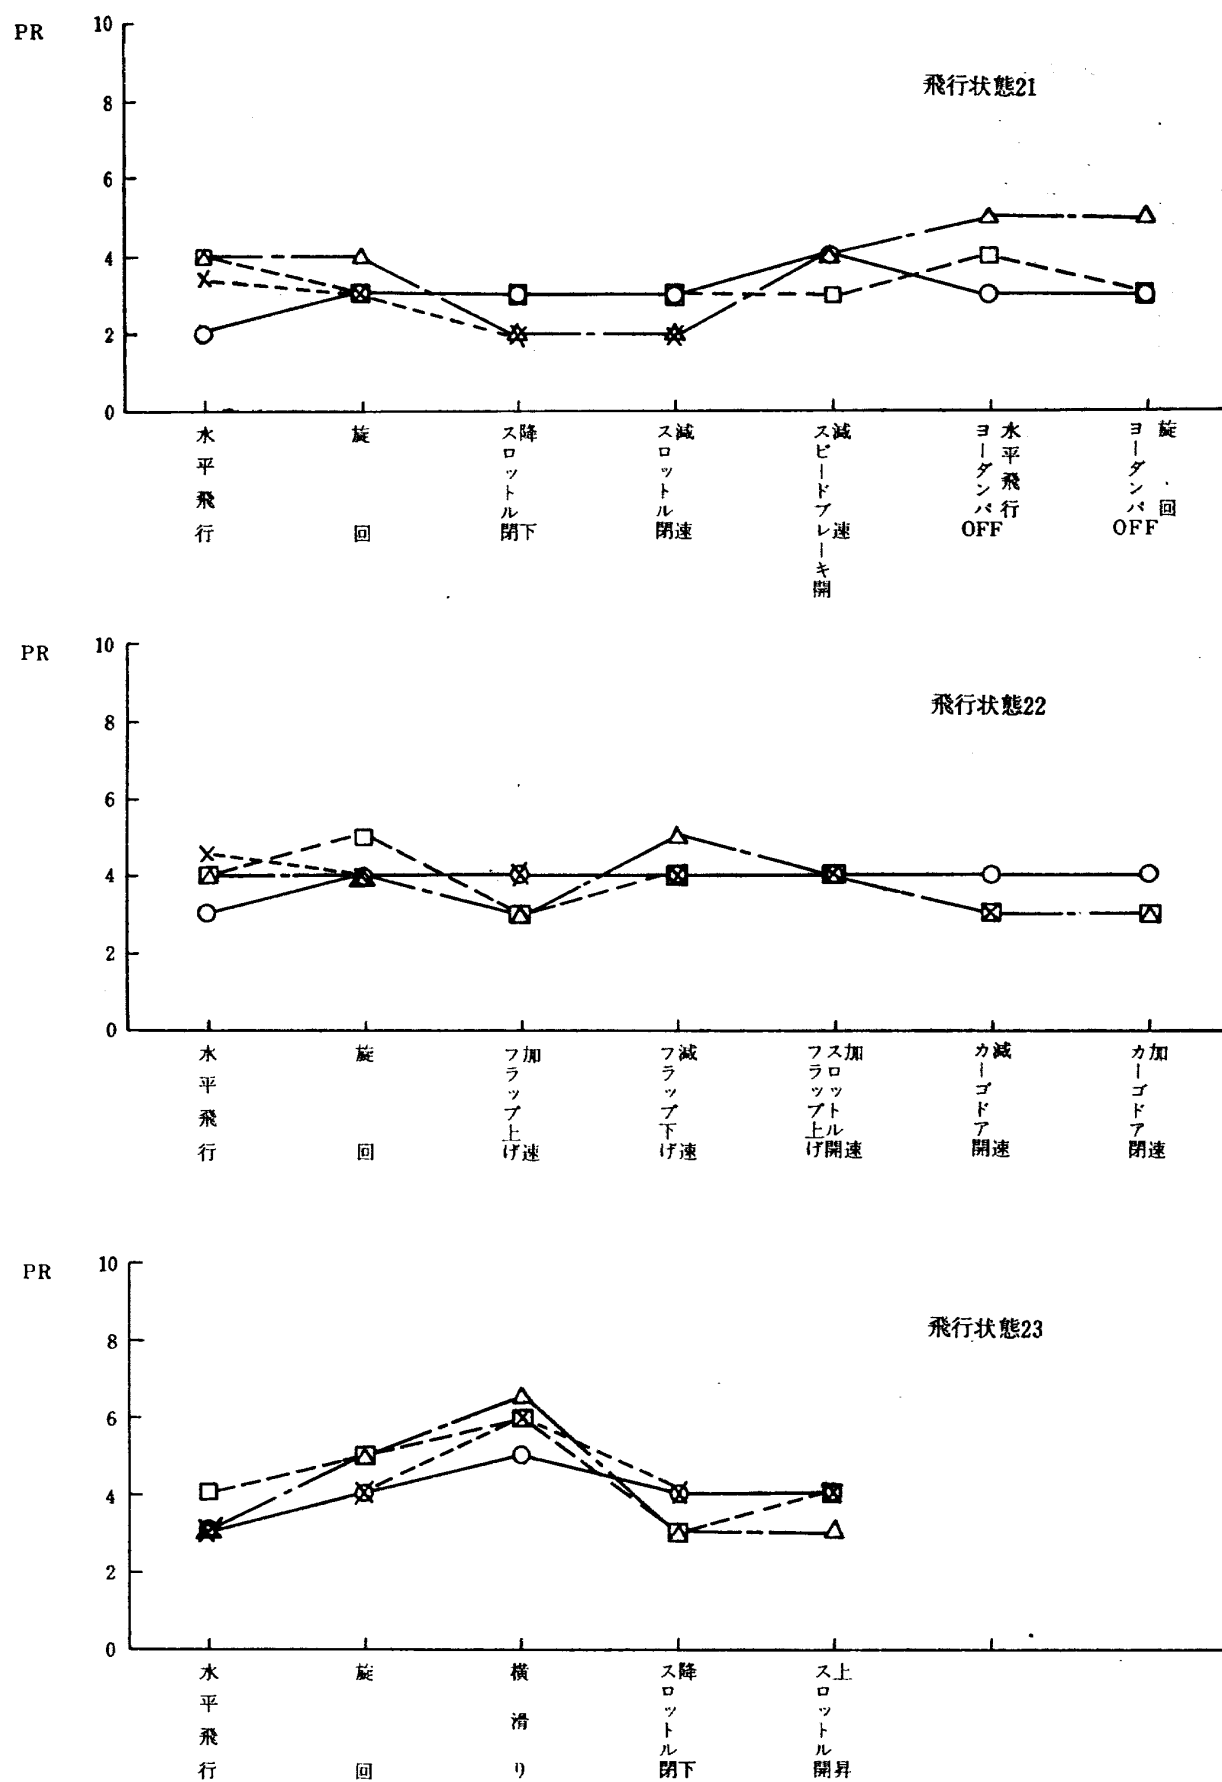 PR
10
8
6
4
2
0
飛行状態21
水平飛行
旋回
降下
スロットル閉
減速
スロットル閉
減速
スピードブレーキ開
水平飛行
ヨーダンパOFF
旋回
ヨーダンパOFF
PR
10
8
6
4
2
0
飛行状態22
水平飛行
旋回
加速
フラップ上げ
減速
フラップ下げ
加速
スロットル開
フラップ上げ
減速
カーゴドア開
加速
カーゴドア閉
PR
10
8
6
4
2
0
飛行状態23
水平飛行
旋回
横滑り
降下
スロットル閉
上昇
スロットル開